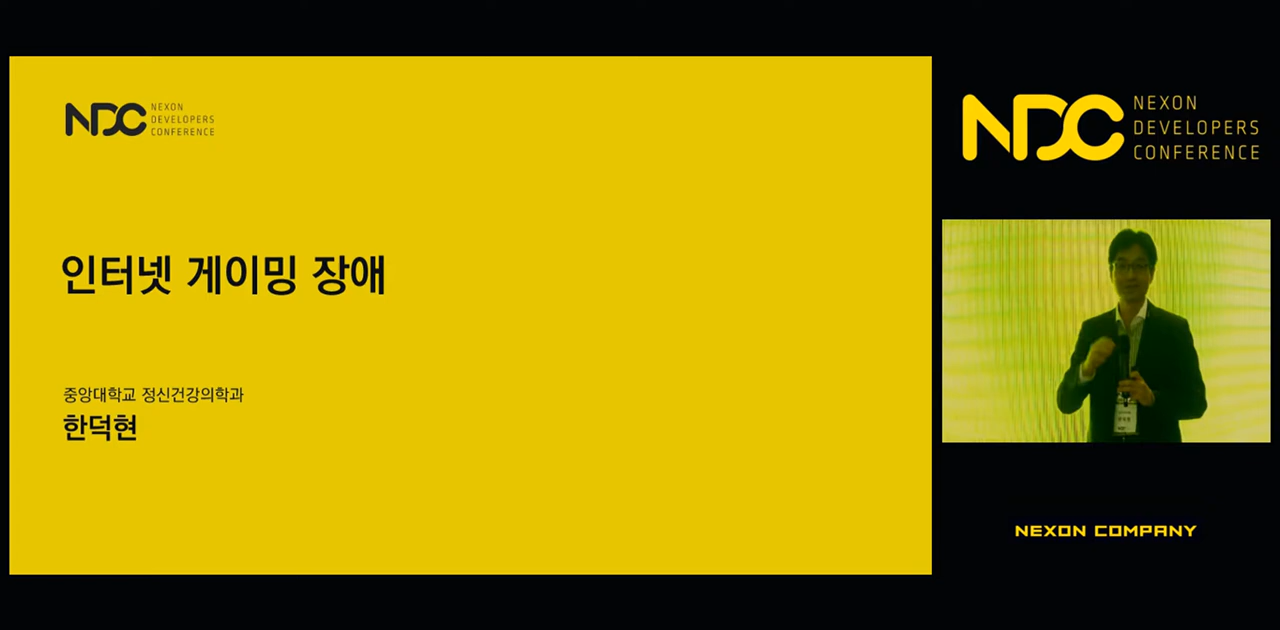 NDC NEXON
DEVELOPERS
CONFERENCE
인터넷 게이밍 장애
중앙대학교 정신건강의학과
한덕현
NDC NEXON
DEVELOPERS
CONFERENCE
NEXON COMPANY